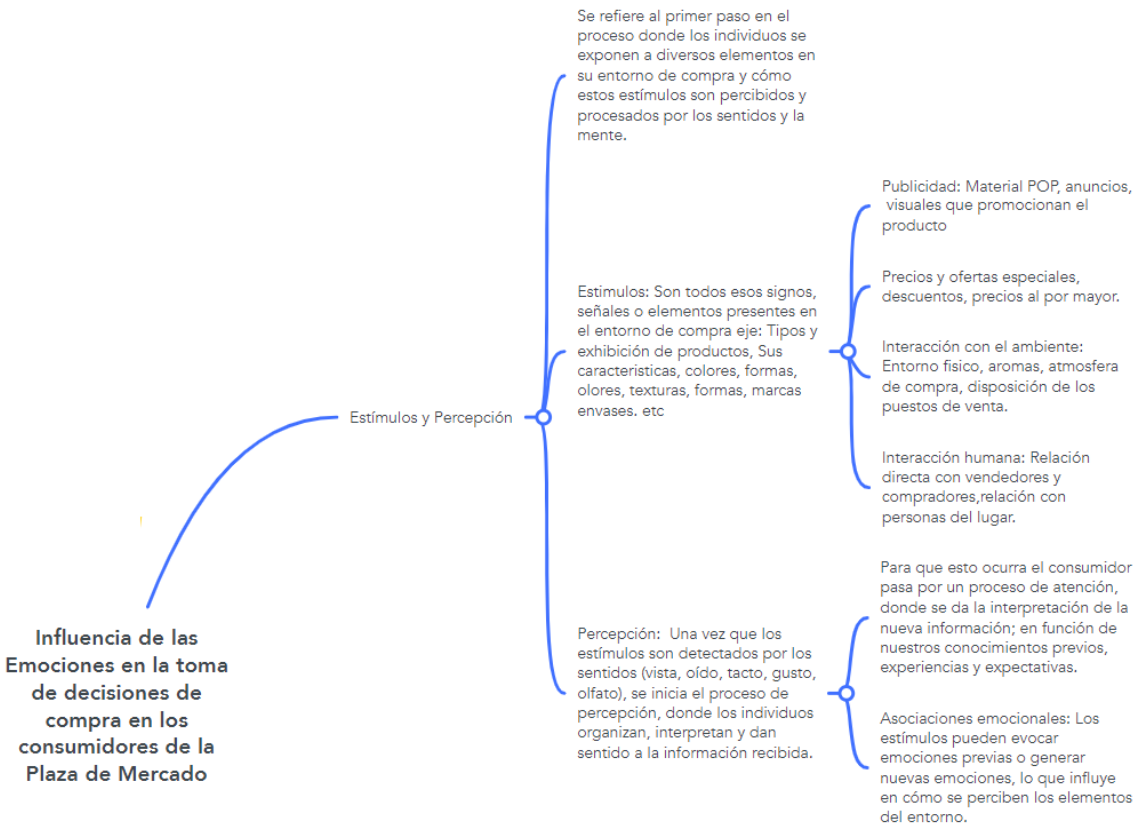 Se refiere al primer paso en el
proceso donde los individuos se
exponen a diversos elementos en
su entorno de compra y cómo
estos estímulos son percibidos y
procesados por los sentidos y la
mente.
Publicidad: Material POP, anuncios,
visuales que promocionan el
producto
Precios y ofertas especiales,
descuentos, precios al por mayor.
Estimulos: Son todos esos signos,
señales o elementos presentes en
el entorno de compra eje: Tipos y
exhibición de productos, Sus
caracteristicas, colores, formas,
olores, texturas, formas, marcas
envases. etc
Interacción con el ambiente:
Entorno fisico, aromas, atmosfera
de compra, disposición de los
puestos de venta.
Estímulos y Percepción
Interacción humana: Relación
directa con vendedores y
compradores,relación con
personas del lugar.
Para que esto ocurra el consumidor
pasa por un proceso de atención,
donde se da la interpretación de la
nueva información; en función de
nuestros conocimientos previos,
experiencias y expectativas.
Percepción: Una vez que los
estímulos son detectados por los
sentidos (vista, oído, tacto, gusto,
olfato), se inicia el proceso de
percepción, donde los individuos
organizan, interpretan y dan
sentido a la información recibida.
Asociaciones emocionales: Los
estímulos pueden evocar
emociones previas o generar
nuevas emociones, lo que influye
en cómo se perciben los elementos
del entorno.
Influencia de las
Emociones en la toma
de decisiones de
compra en los
consumidores de la
Plaza de Mercado